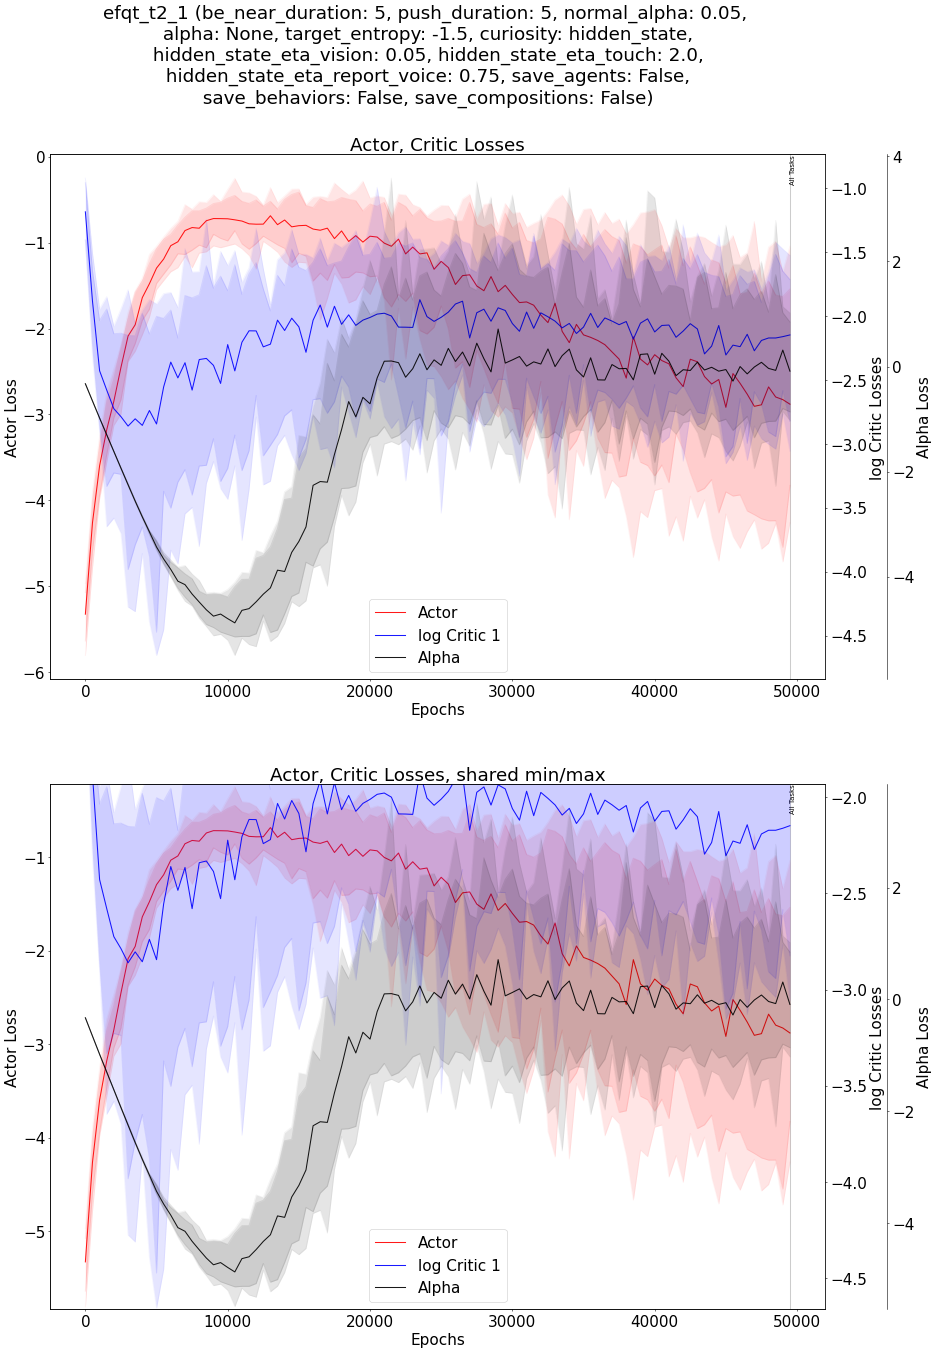 efqt_t2_1 (be_near_duration: 5, push_duration: 5, normal_alpha: 0.05,
alpha: None, target_entropy: -1.5, curiosity: hidden_state,
hidden_state_eta_vision: 0.05, hidden_state_eta_touch: 2.0,
hidden_state_eta_report_voice: 0.75, save_agents: False,
save_behaviors: False, save_compositions: False)
Actor, Critic Losses
0
−1
−2
−3
−4
−5
−6
Actor Loss
0
10000
20000
30000
40000
50000
Epochs
−1.0
−1.5
−2.0
−2.5
−3.0
−3.5
−4.0
−4.5
log Critic Losses
4
2
0
−2
−4
Alpha Loss
All Tasks
Actor
log Critic 1
Alpha
Actor, Critic Losses, shared min/max
−1
−2
−3
−4
−5
Actor Loss
0
10000
20000
30000
40000
50000
Epochs
−2.0
−2.5
−3.0
−3.5
−4.0
−4.5
log Critic Losses
2
0
−2
−4
Alpha Loss
All Tasks
Actor
log Critic 1
Alpha